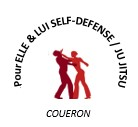 Pour ELLE & LUI SELF-DEFENSE / JU JITSU
COUERON